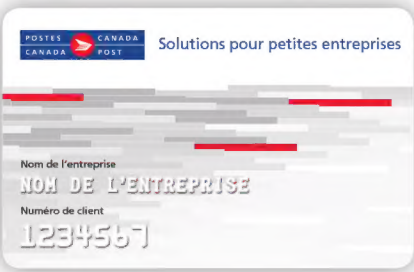 POSTES CANADA
CANADA POST
Solutions pour petites entreprises
Nom de l'entreprise
NOM DE L'ENTREPRISE
Numéro de client
1234567